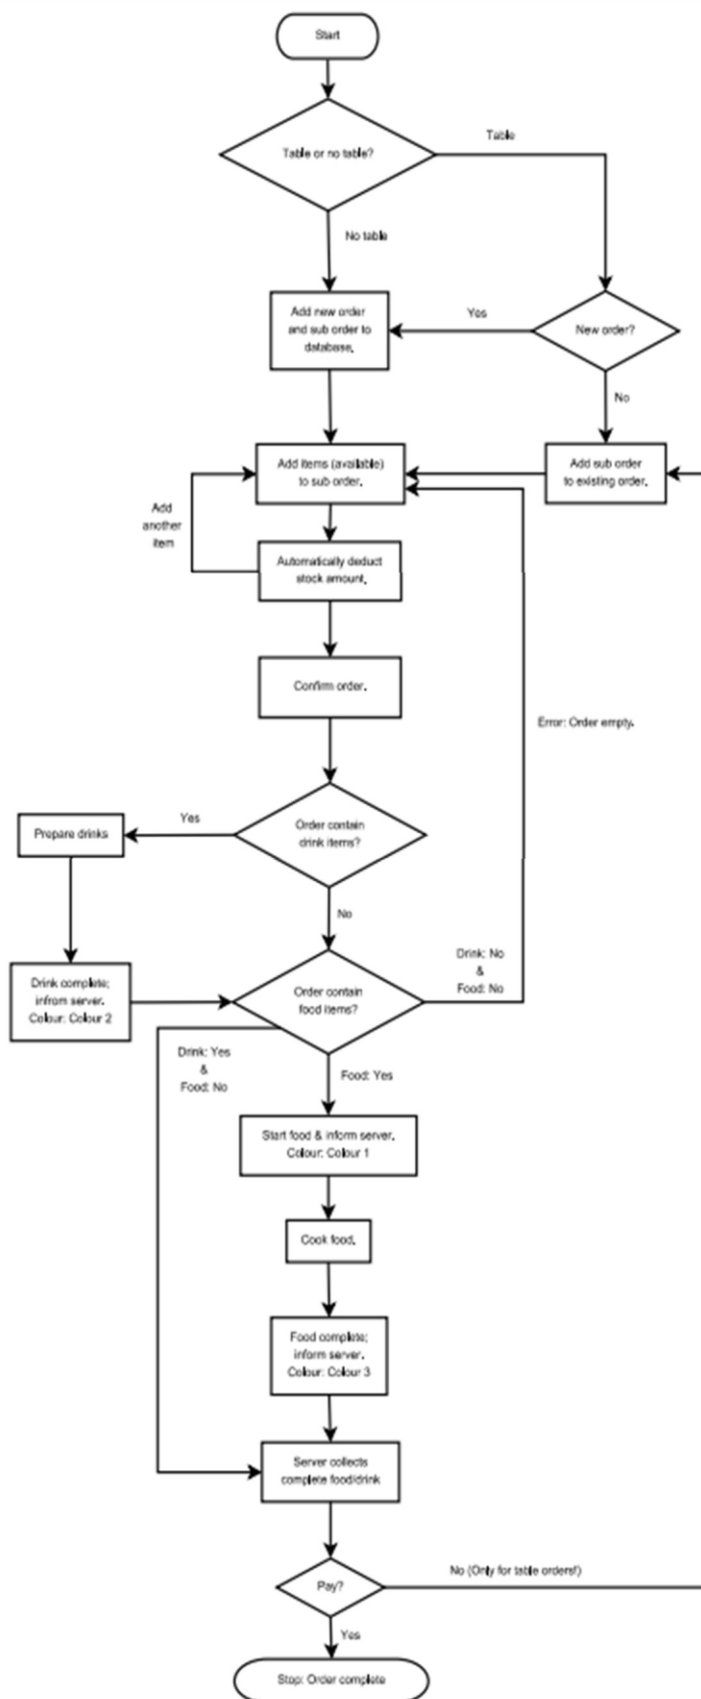 Start
Table or no table?
Table
No table
Add new order
and sub order to
database.
Yes
New order?
No
Add items (available)
to sub order.
Add sub order
to existing order.
Add
another
item
Automatically deduct
stock amount.
Confirm order.
Error: Order empty.
Prepare drinks
Yes
Order contain
drink items?
No
Drink: No
&
Food: No
Drink complete;
infrom server.
Colour: Colour 2
Order contain
food items?
Drink: Yes
&
Food: No
Food: Yes
Start food & inform server.
Colour: Colour 1
Cook food.
Food complete;
inform server.
Colour: Colour 3
Server collects
complete food/drink
Pay?
No (Only for table orders!)
Yes
Stop: Order complete